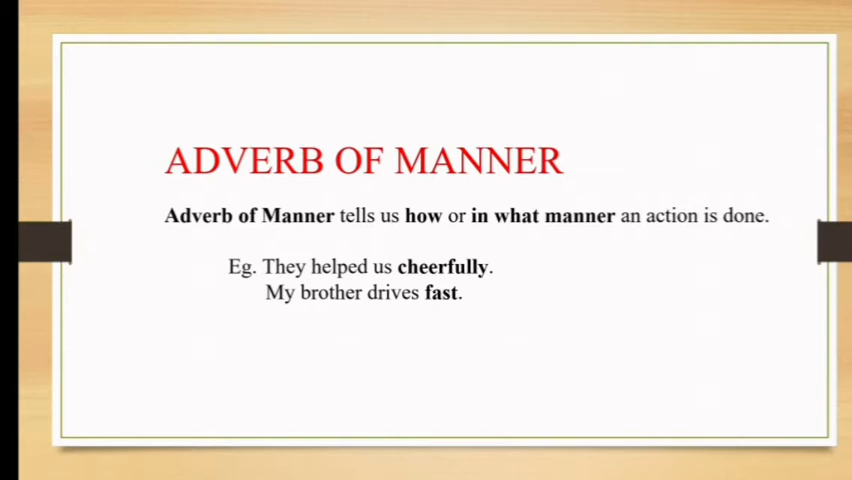 ADVERB OF MANNER
Adverb of Manner tells us how or in what manner an action is done.
Eg. They helped us cheerfully.
My brother drives fast.